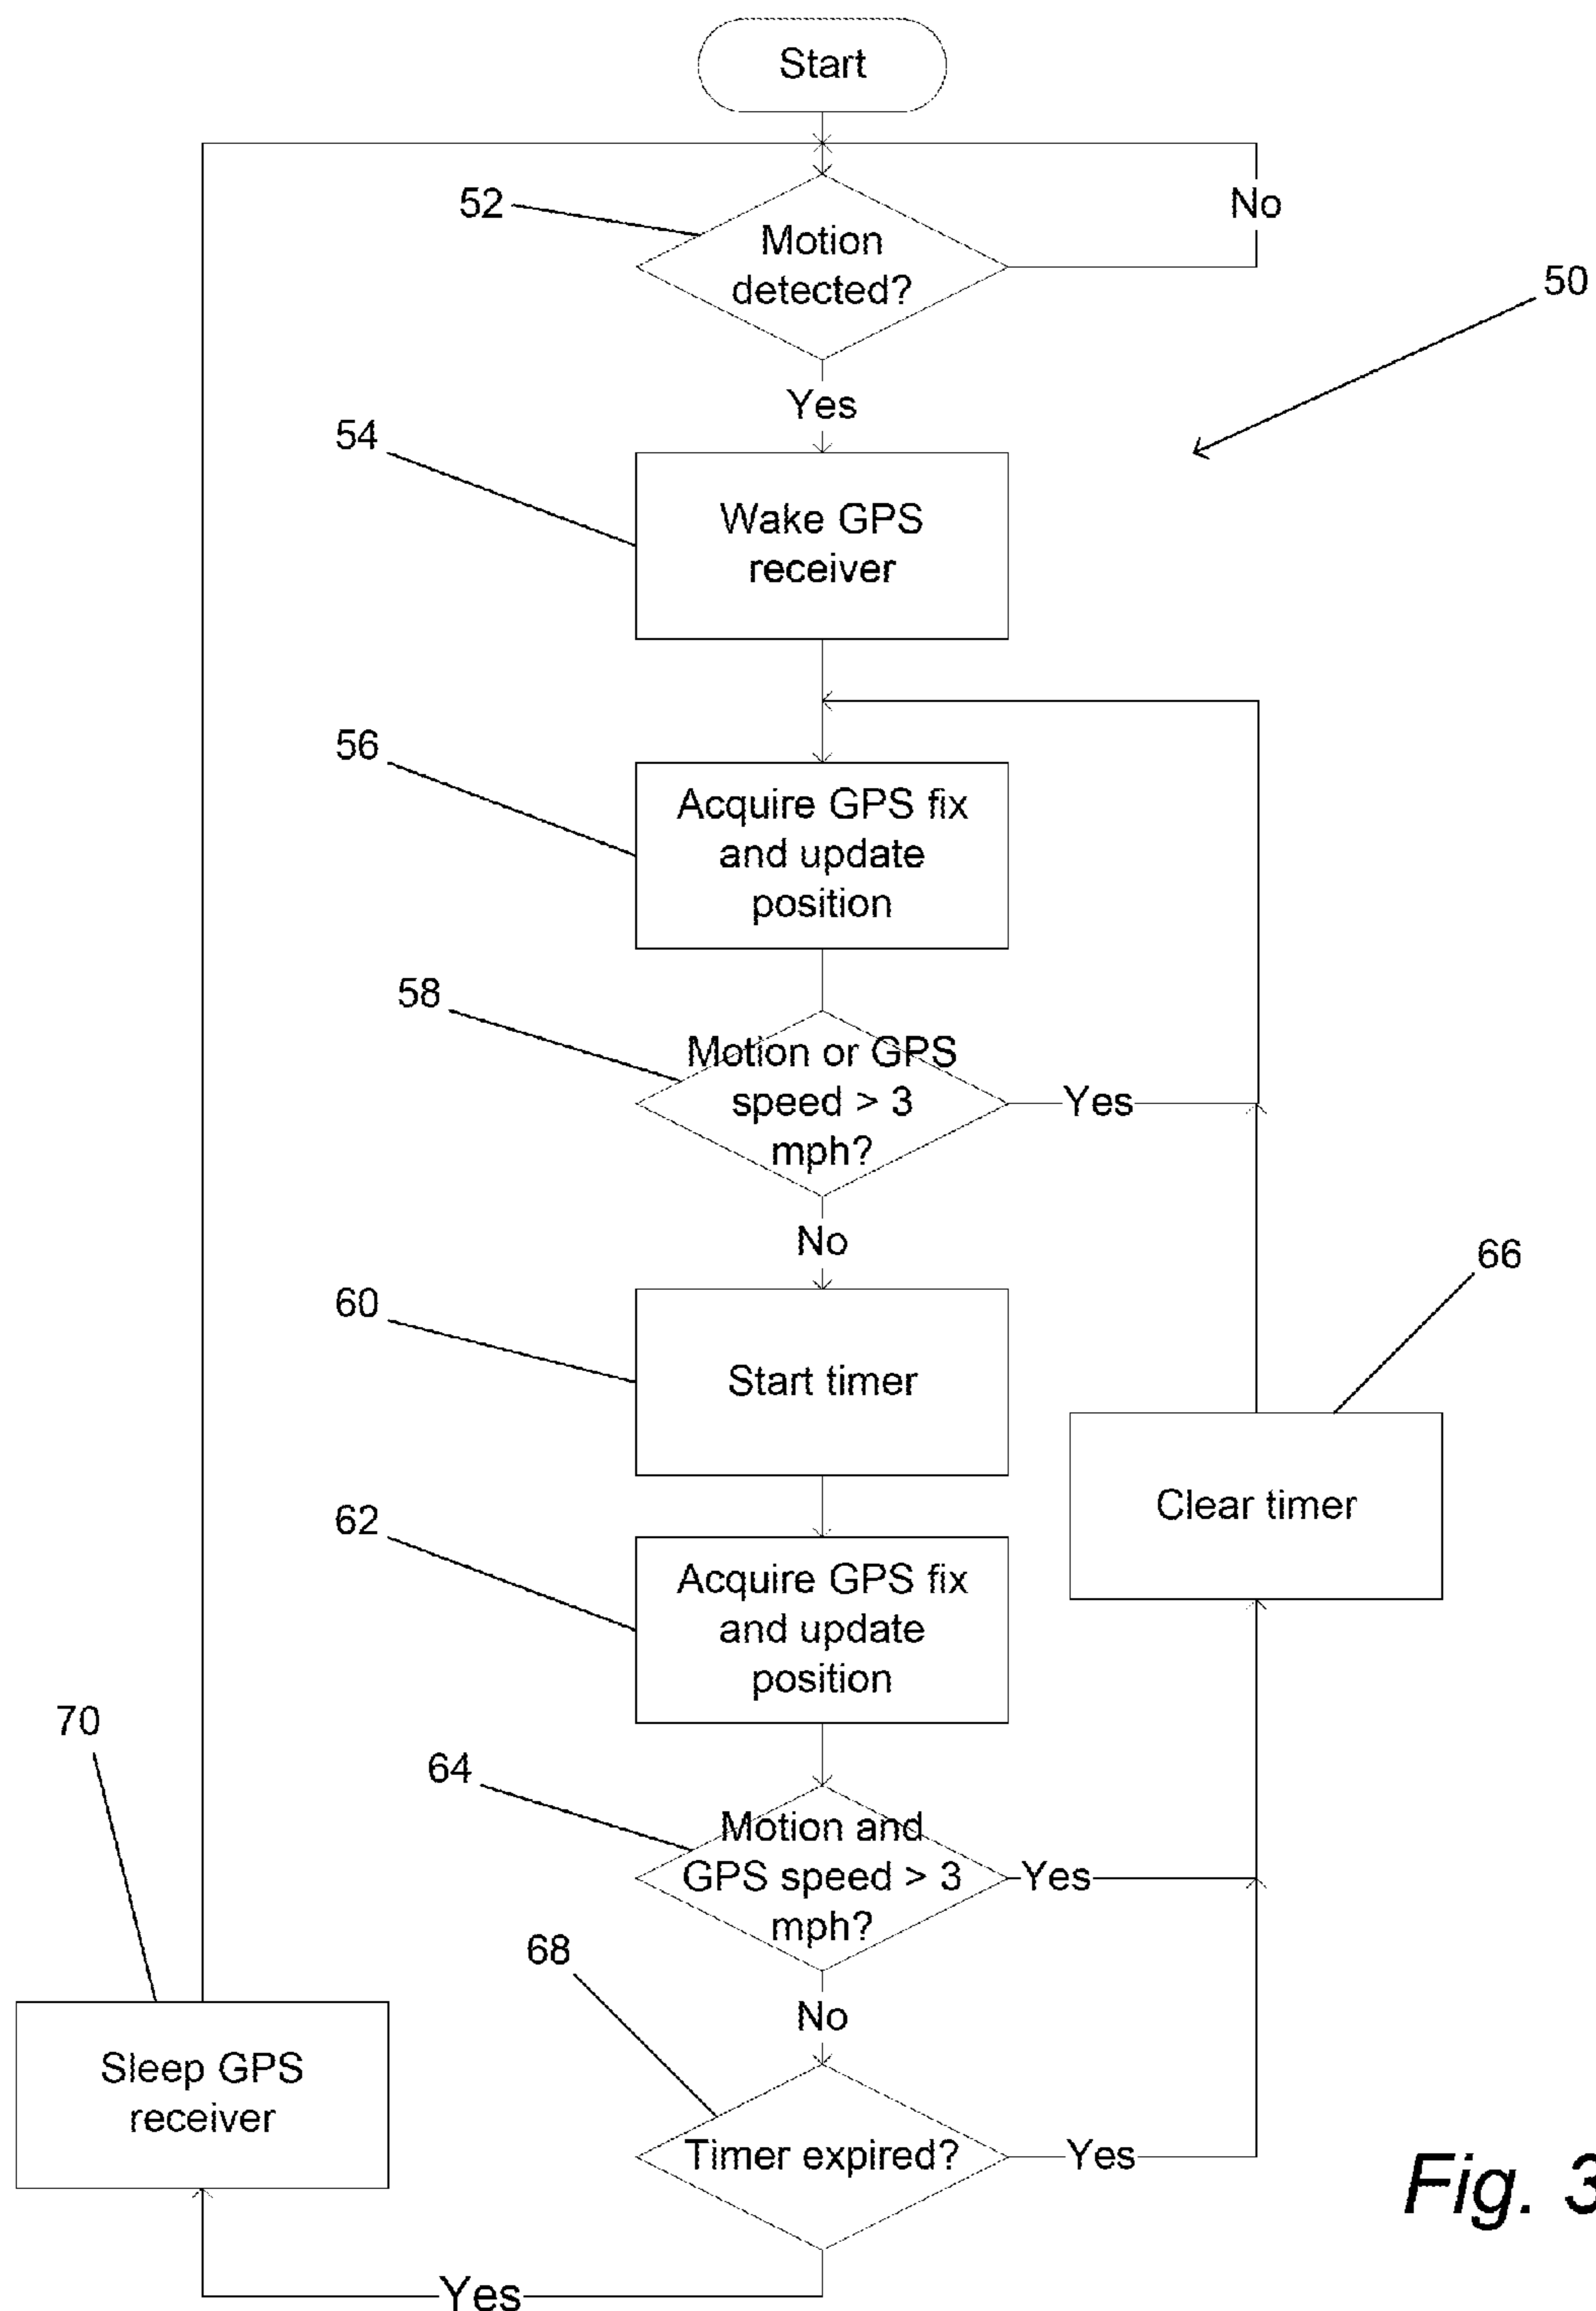 Start
52
Motion
detected?
No
50
Yes
54
Wake GPS
receiver
56
Acquire GPS fix
and update
position
58
Motion or GPS
speed > 3
mph?
Yes
No
66
60
Start timer
Clear timer
62
Acquire GPS fix
and update
position
70
64
Motion and
GPS speed > 3
mph?
Yes
68
No
Sleep GPS
receiver
Timer expired?
Yes
Yes
Fig. 3